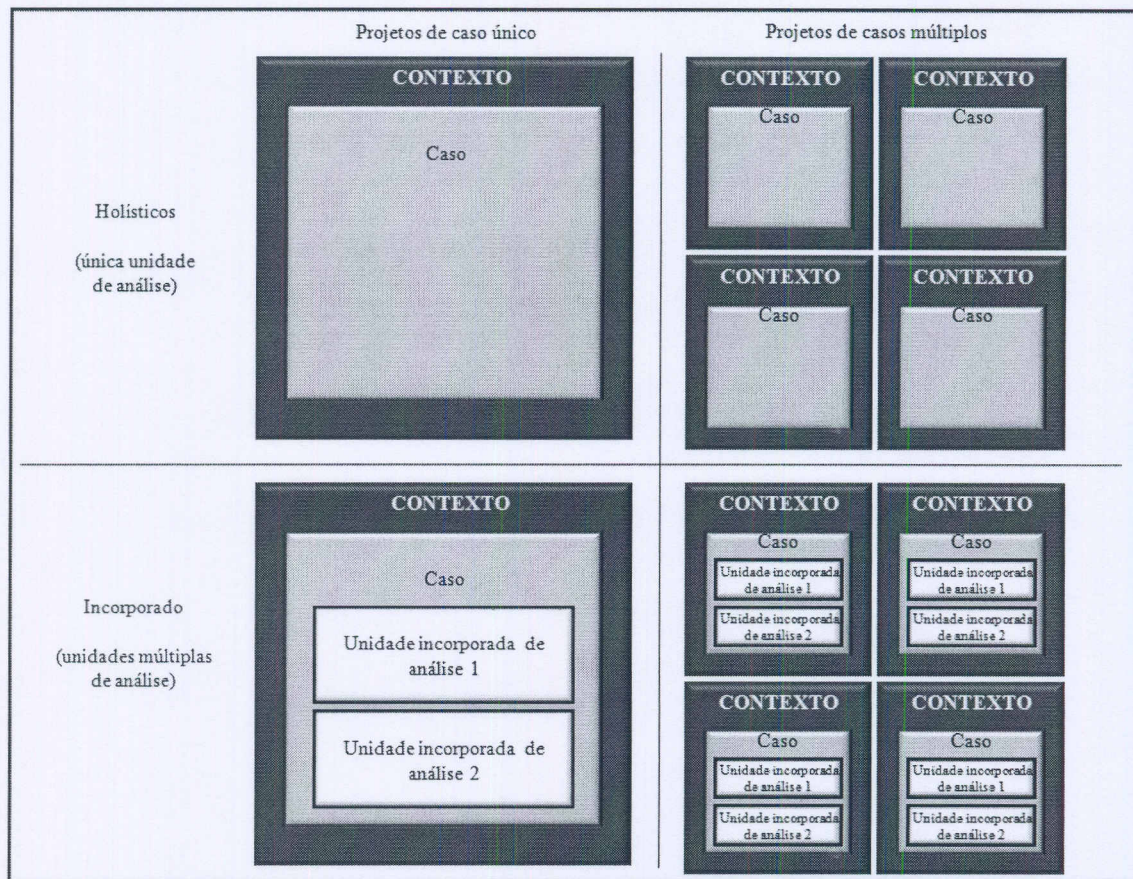 Projetos de caso único
Projetos de casos múltiplos
Holísticos
(única unidade
de análise)
CONTEXTO
Caso
CONTEXTO
Caso
CONTEXTO
Caso
CONTEXTO
Caso
CONTEXTO
Caso
Incorporado
(unidades múltiplas
de análise)
CONTEXTO
Caso
Unidade incorporada de
análise 1
Unidade incorporada de
análise 2
CONTEXTO
Caso
Unidade incorporada
de análise 1
Unidade incorporada
de análise 2
CONTEXTO
Caso
Unidade incorporada
de análise 1
Unidade incorporada
de análise 2
CONTEXTO
Caso
Unidade incorporada
de análise 1
Unidade incorporada
de análise 2
CONTEXTO
Caso
Unidade incorporada
de análise 1
Unidade incorporada
de análise 2